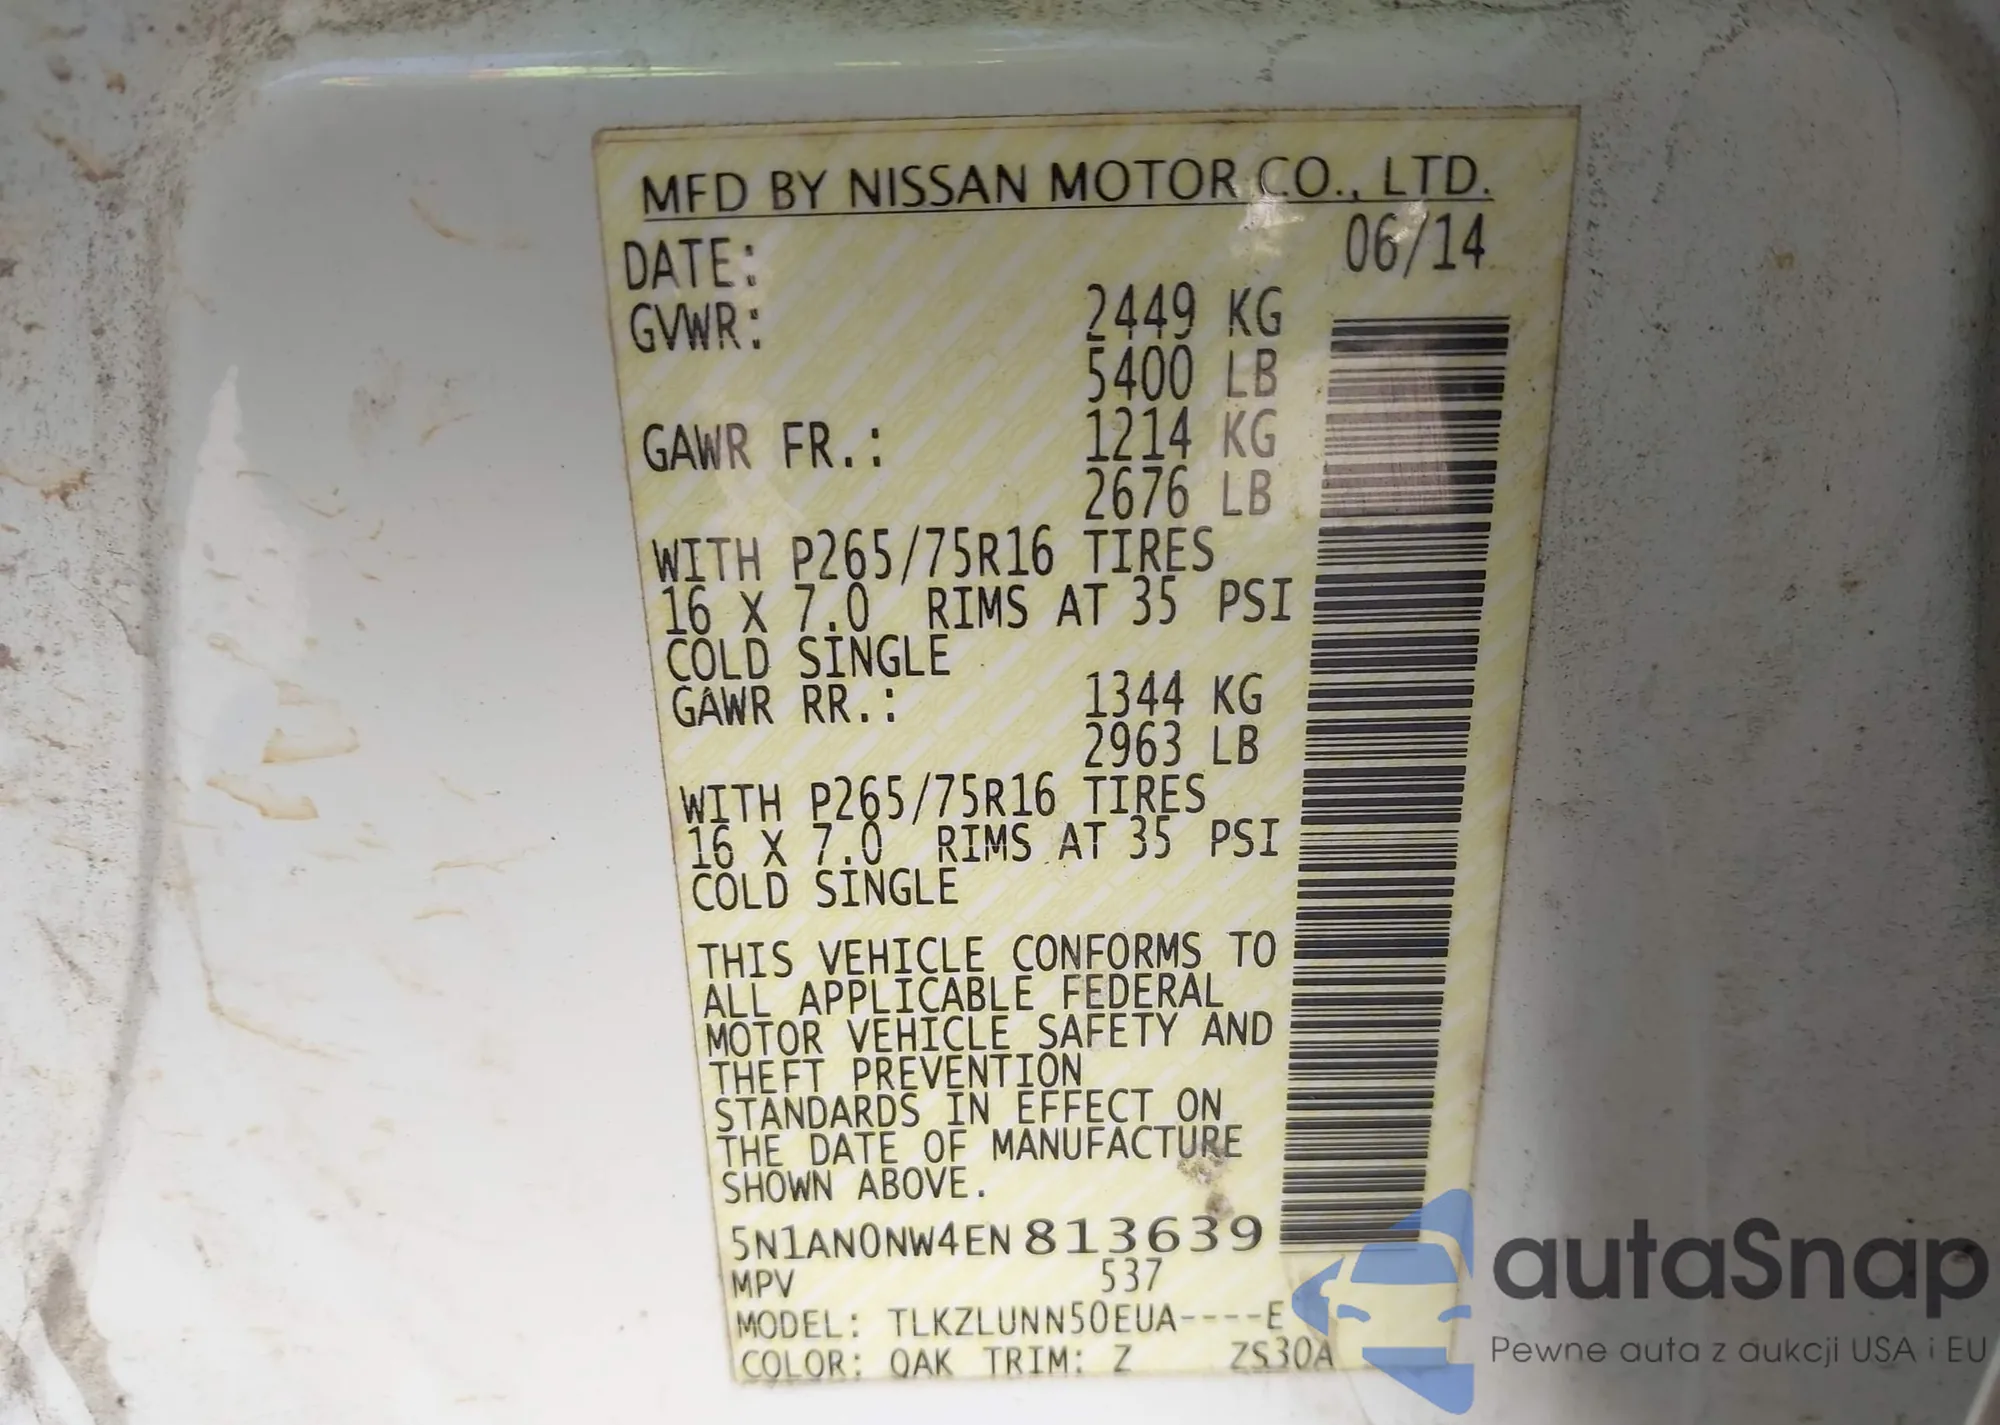 MFD BY NISSAN MOTOR CO., LTD.
DATE: 06/14
GVWR: 2449 KG
5400 LB
GAWR FR.: 1214 KG
2676 LB
WITH P265/75R16 TIRES
16 X 7.0 RIMS AT 35 PSI
COLD SINGLE
GAWR RR.: 1344 KG
2963 LB
WITH P265/75R16 TIRES
16 X 7.0 RIMS AT 35 PSI
COLD SINGLE
THIS VEHICLE CONFORMS TO
ALL APPLICABLE FEDERAL
MOTOR VEHICLE SAFETY AND
THEFT PREVENTION
STANDARDS IN EFFECT ON
THE DATE OF MANUFACTURE
SHOWN ABOVE.
5N1AN0NW4EN813639
MPV 537
MODEL: TLKZLUNN50EUA----E
COLOR: QAK TRIM: Z ZS30A
autaSnap
Pewne auta z aukcji USA i EU